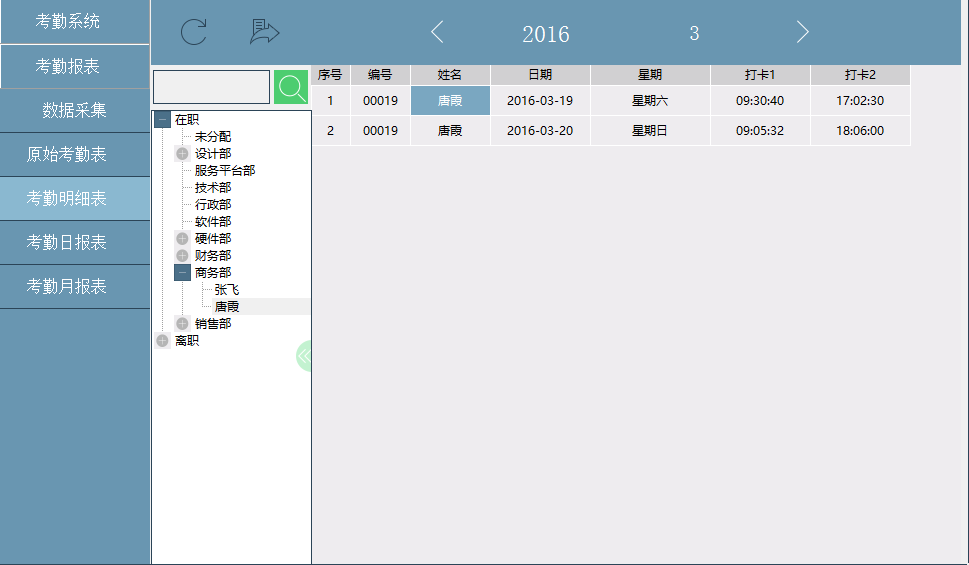 考勤系统
考勤报表
数据采集
原始考勤表
考勤明细表
考勤日报表
考勤月报表
2016 3
在职
未分配
设计部
服务平台部
技术部
行政部
软件部
硬件部
财务部
商务部
张飞
唐霞
销售部
离职
序号 编号 姓名 日期 星期 打卡1 打卡2
1 00019 唐霞 2016-03-19 星期六 09:30:40 17:02:30
2 00019 唐霞 2016-03-20 星期日 09:05:32 18:06:00